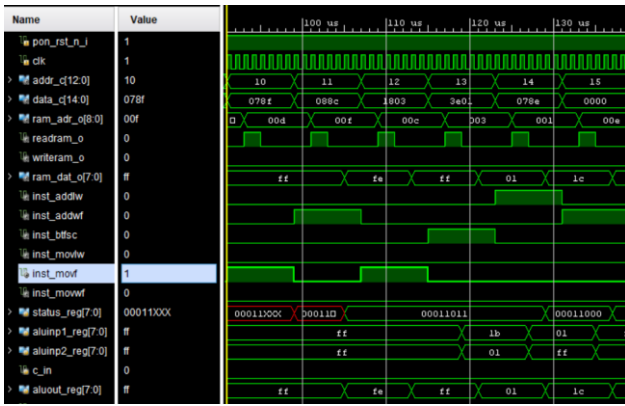 Name Value 100 us 110 us 120 us 130 us
pon_rst_n_i 1
clk 1
addr_c[12:0] 10 10 11 12 13 14 15
data_c[14:0] 078f 078f 088c 1803 3e01 078e 0000
ram_adr_o[8:0] 00f 00d 00f 00c 003 001 00e
readram_o 0
writeram_o 0
ram_dat_o[7:0] ff ff fe ff 01 1c
inst_addlw 0
inst_addwf 0
inst_btfsc 0
inst_movlw 0
inst_movf 1
inst_movwf 0
status_reg[7:0] 00011XXX 00011XXX 00011 00011011 00011000
aluinp1_reg[7:0] ff ff 1b 01
aluinp2_reg[7:0] ff ff 01 ff
c_in 0
aluout_reg[7:0] ff ff fe ff 01 1c